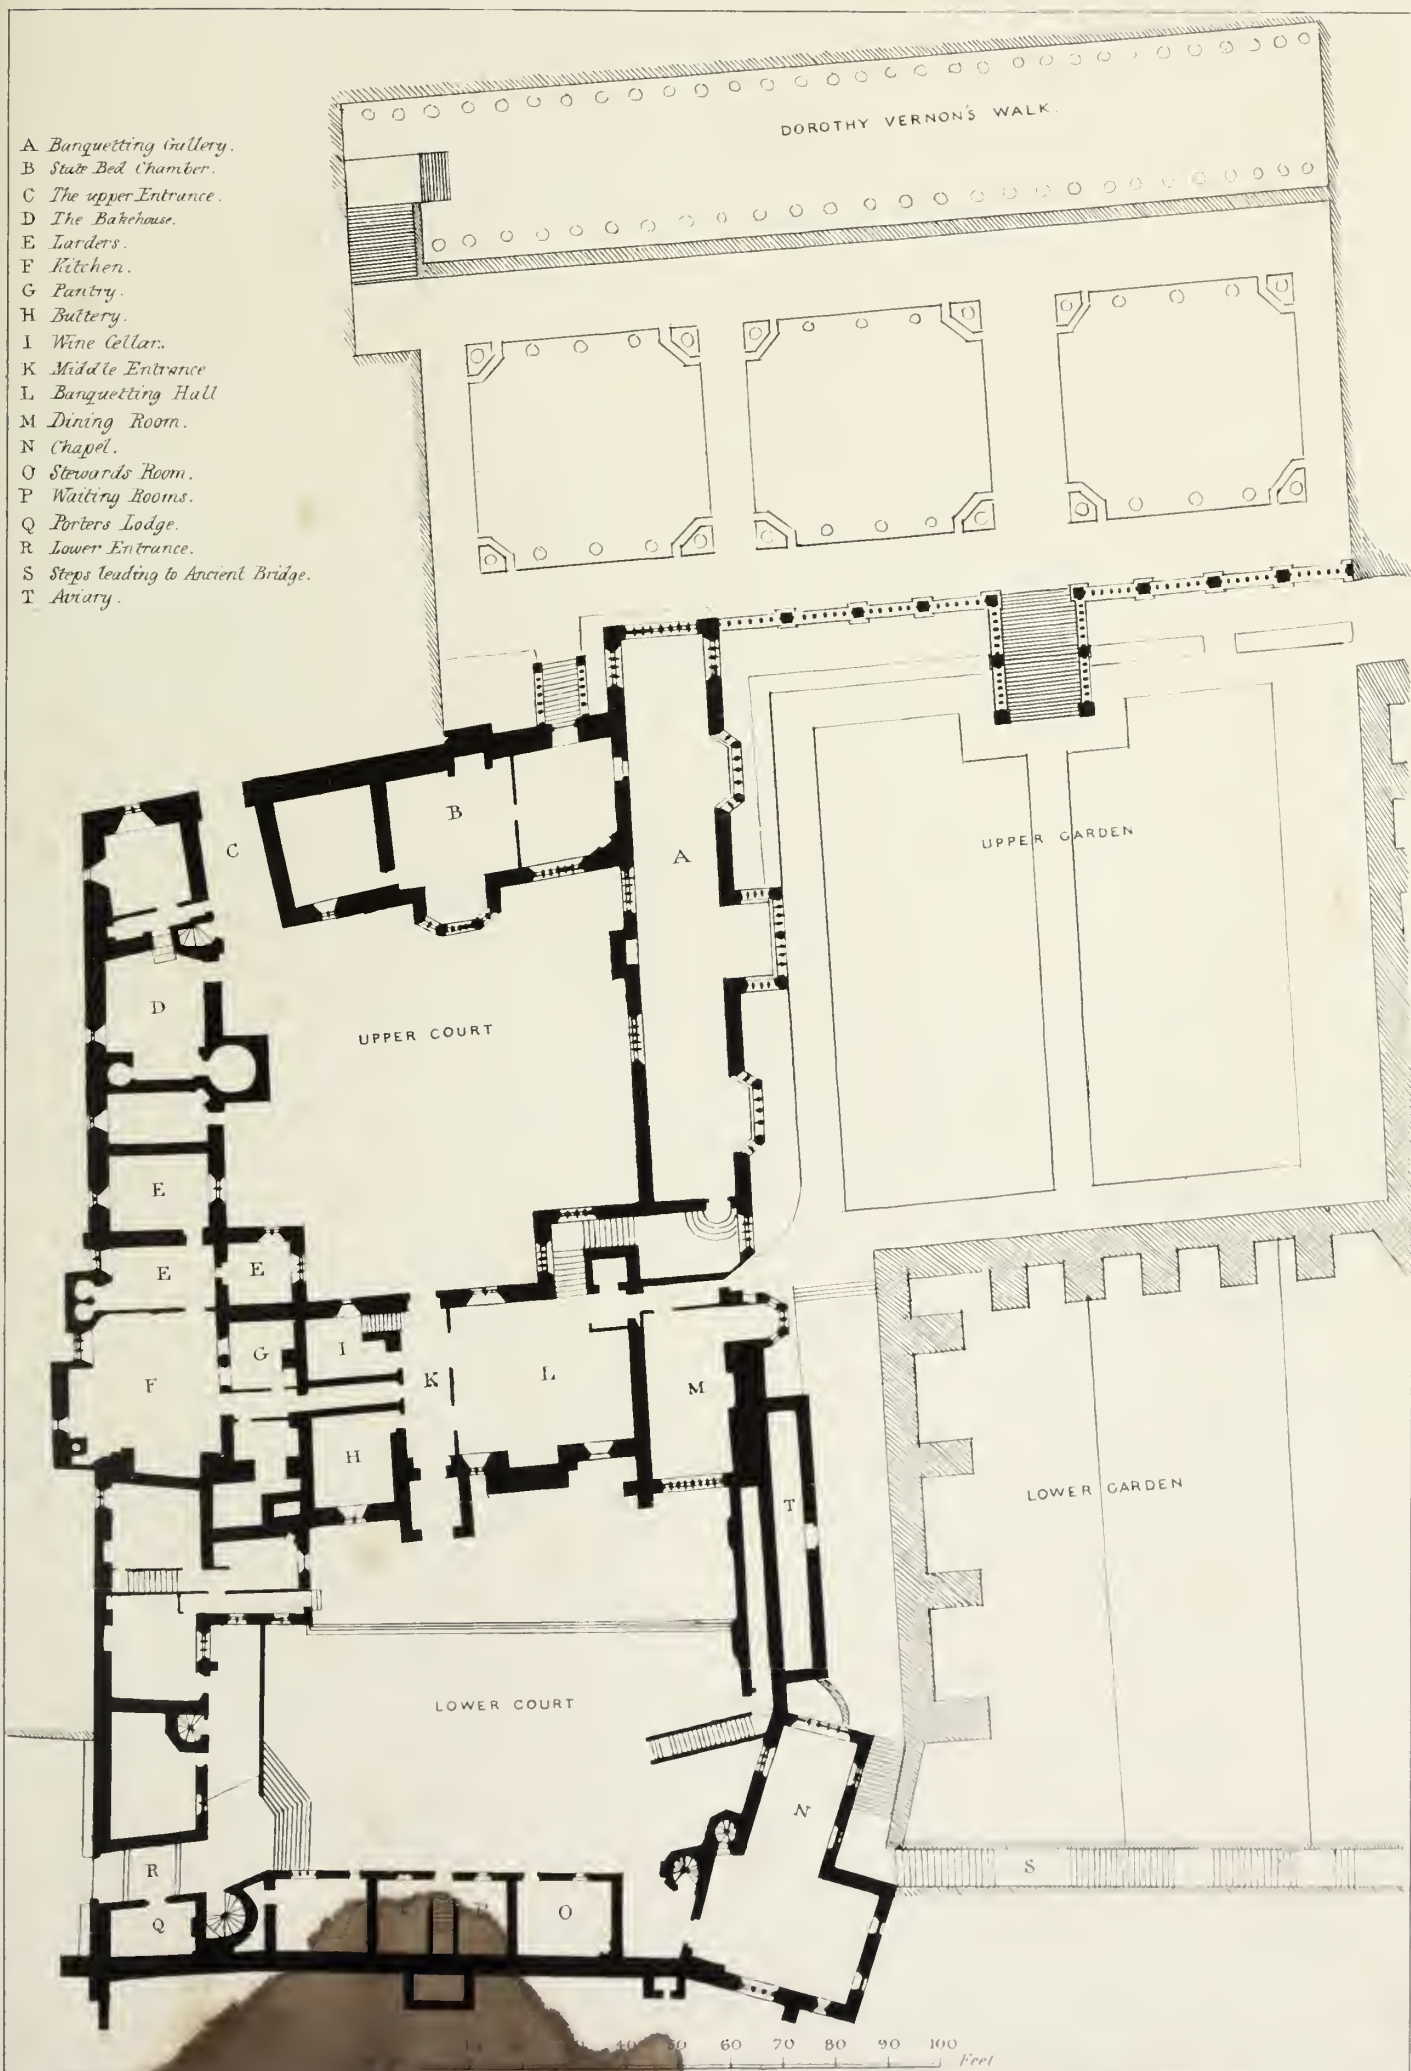 A Banquetting Gallery.
B State Bed Chamber.
C The upper Entrance.
D The Bakehouse.
E Larders.
F Kitchen.
G Pantry.
H Buttery.
I Wine Cellar.
K Middle Entrance
L Banquetting Hall
M Dining Room.
N Chapel.
O Stewards Room.
P Waiting Rooms.
Q Porters Lodge.
R Lower Entrance.
S Steps leading to Ancient Bridge.
T Aviary.
DOROTHY VERNON'S WALK.
B
C
A
UPPER GARDEN
D
UPPER COURT
E
E
E
G
I
K
L
M
F
H
T
LOWER GARDEN
LOWER COURT
N
R
S
Q
P
O
40 50 60 70 80 90 100
Feet